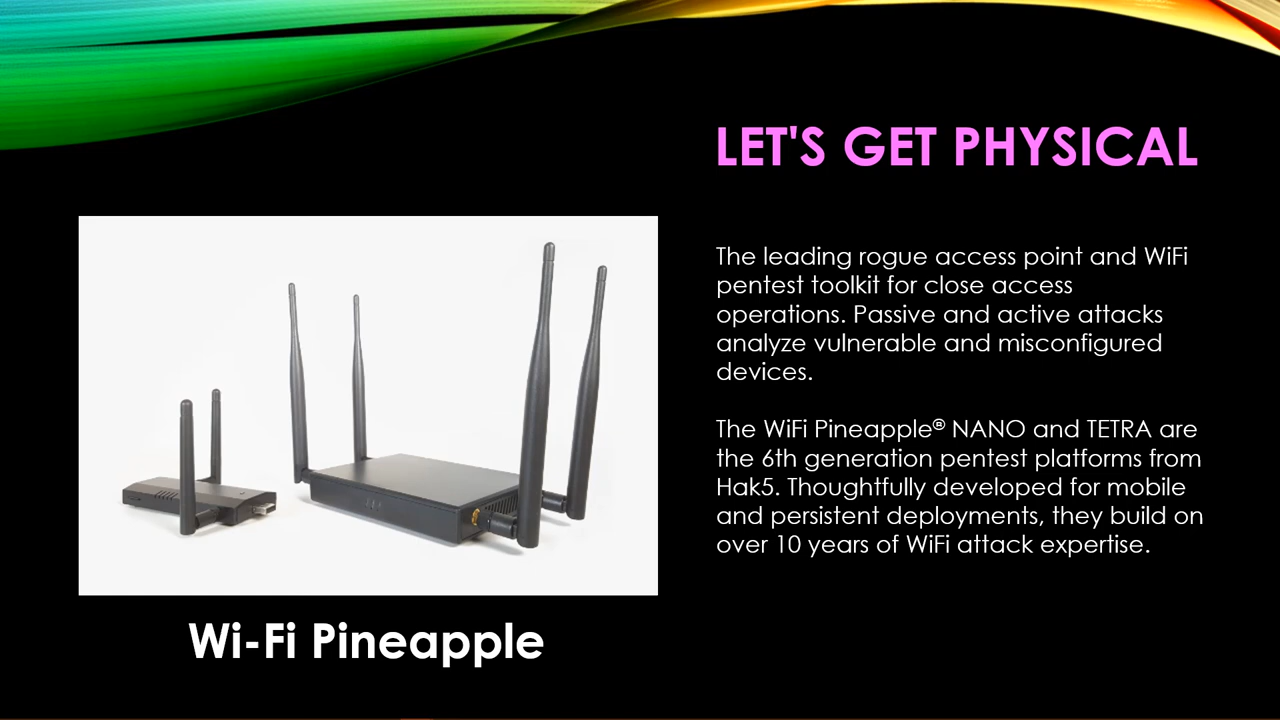 LET'S GET PHYSICAL
The leading rogue access point and WiFi
pentest toolkit for close access
operations. Passive and active attacks
analyze vulnerable and misconfigured
devices.
The WiFi Pineapple® NANO and TETRA are
the 6th generation pentest platforms from
Hak5. Thoughtfully developed for mobile
and persistent deployments, they build on
over 10 years of WiFi attack expertise.
Wi-Fi Pineapple